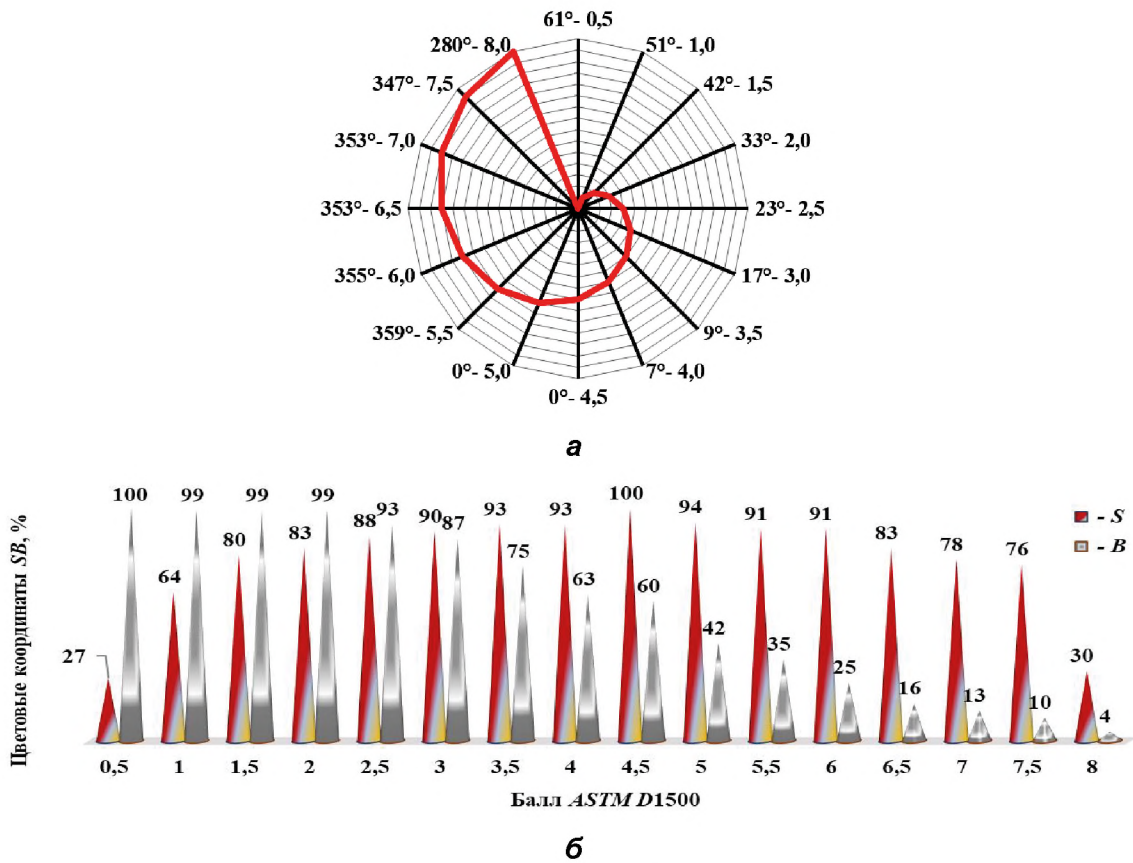 61°- 0,5
280°- 8,0
51°- 1,0
347°- 7,5
42°- 1,5
353°- 7,0
33°- 2,0
353°- 6,5
23°- 2,5
355°- 6,0
17°- 3,0
359°- 5,5
9°- 3,5
0°- 5,0
7°- 4,0
0°- 4,5
а
Цветовые координаты SB, %
27 100 64 99 80 99 83 99 88 93 90 87 93 75 93 63 100 60 94 42 91 35 91 25 83 16 78 13 76 10 30 4
- S
- B
0,5 1 1,5 2 2,5 3 3,5 4 4,5 5 5,5 6 6,5 7 7,5 8
Балл ASTM D1500
б